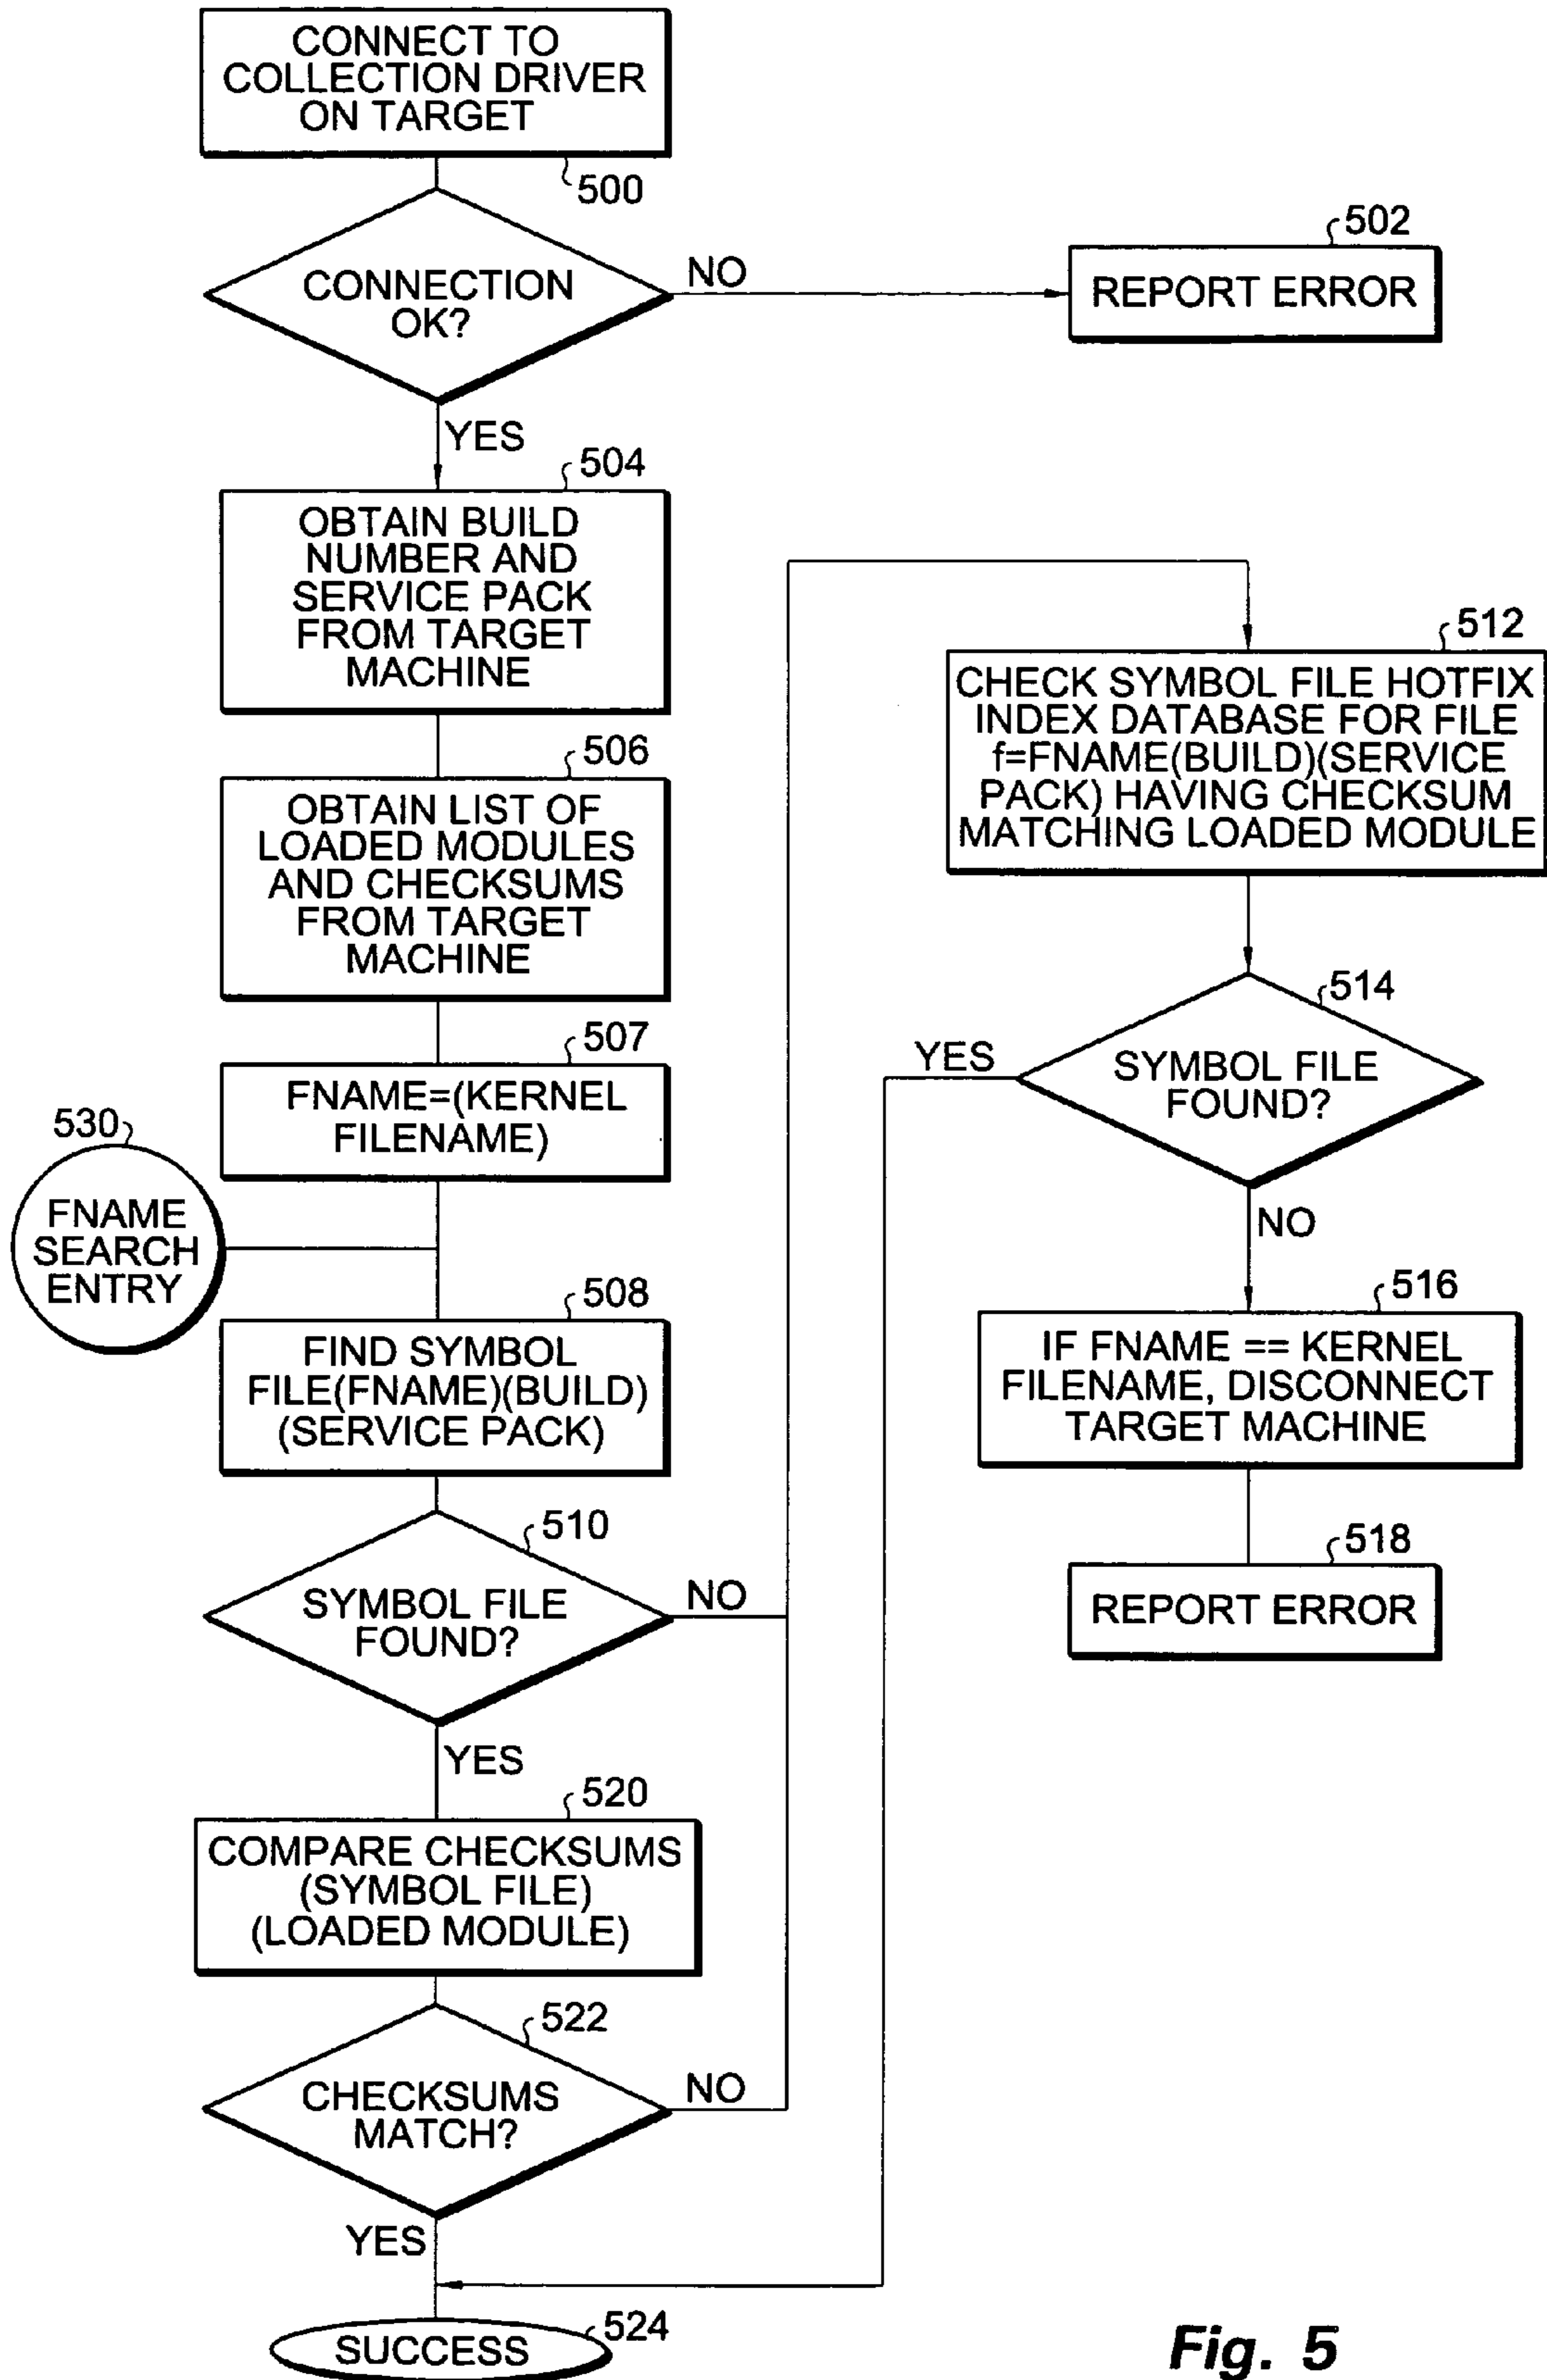 CONNECT TO
COLLECTION DRIVER
ON TARGET
500
CONNECTION
OK?
NO
502
REPORT ERROR
YES
504
OBTAIN BUILD
NUMBER AND
SERVICE PACK
FROM TARGET
MACHINE
506
OBTAIN LIST OF
LOADED MODULES
AND CHECKSUMS
FROM TARGET
MACHINE
507
FNAME=(KERNEL
FILENAME)
530
FNAME
SEARCH
ENTRY
508
FIND SYMBOL
FILE(FNAME)(BUILD)
(SERVICE PACK)
510
SYMBOL FILE
FOUND?
NO
YES
520
COMPARE CHECKSUMS
(SYMBOL FILE)
(LOADED MODULE)
522
CHECKSUMS
MATCH?
NO
YES
524
SUCCESS
512
CHECK SYMBOL FILE HOTFIX
INDEX DATABASE FOR FILE
f=FNAME(BUILD)(SERVICE
PACK) HAVING CHECKSUM
MATCHING LOADED MODULE
514
SYMBOL FILE
FOUND?
YES
NO
516
IF FNAME == KERNEL
FILENAME, DISCONNECT
TARGET MACHINE
518
REPORT ERROR
Fig. 5